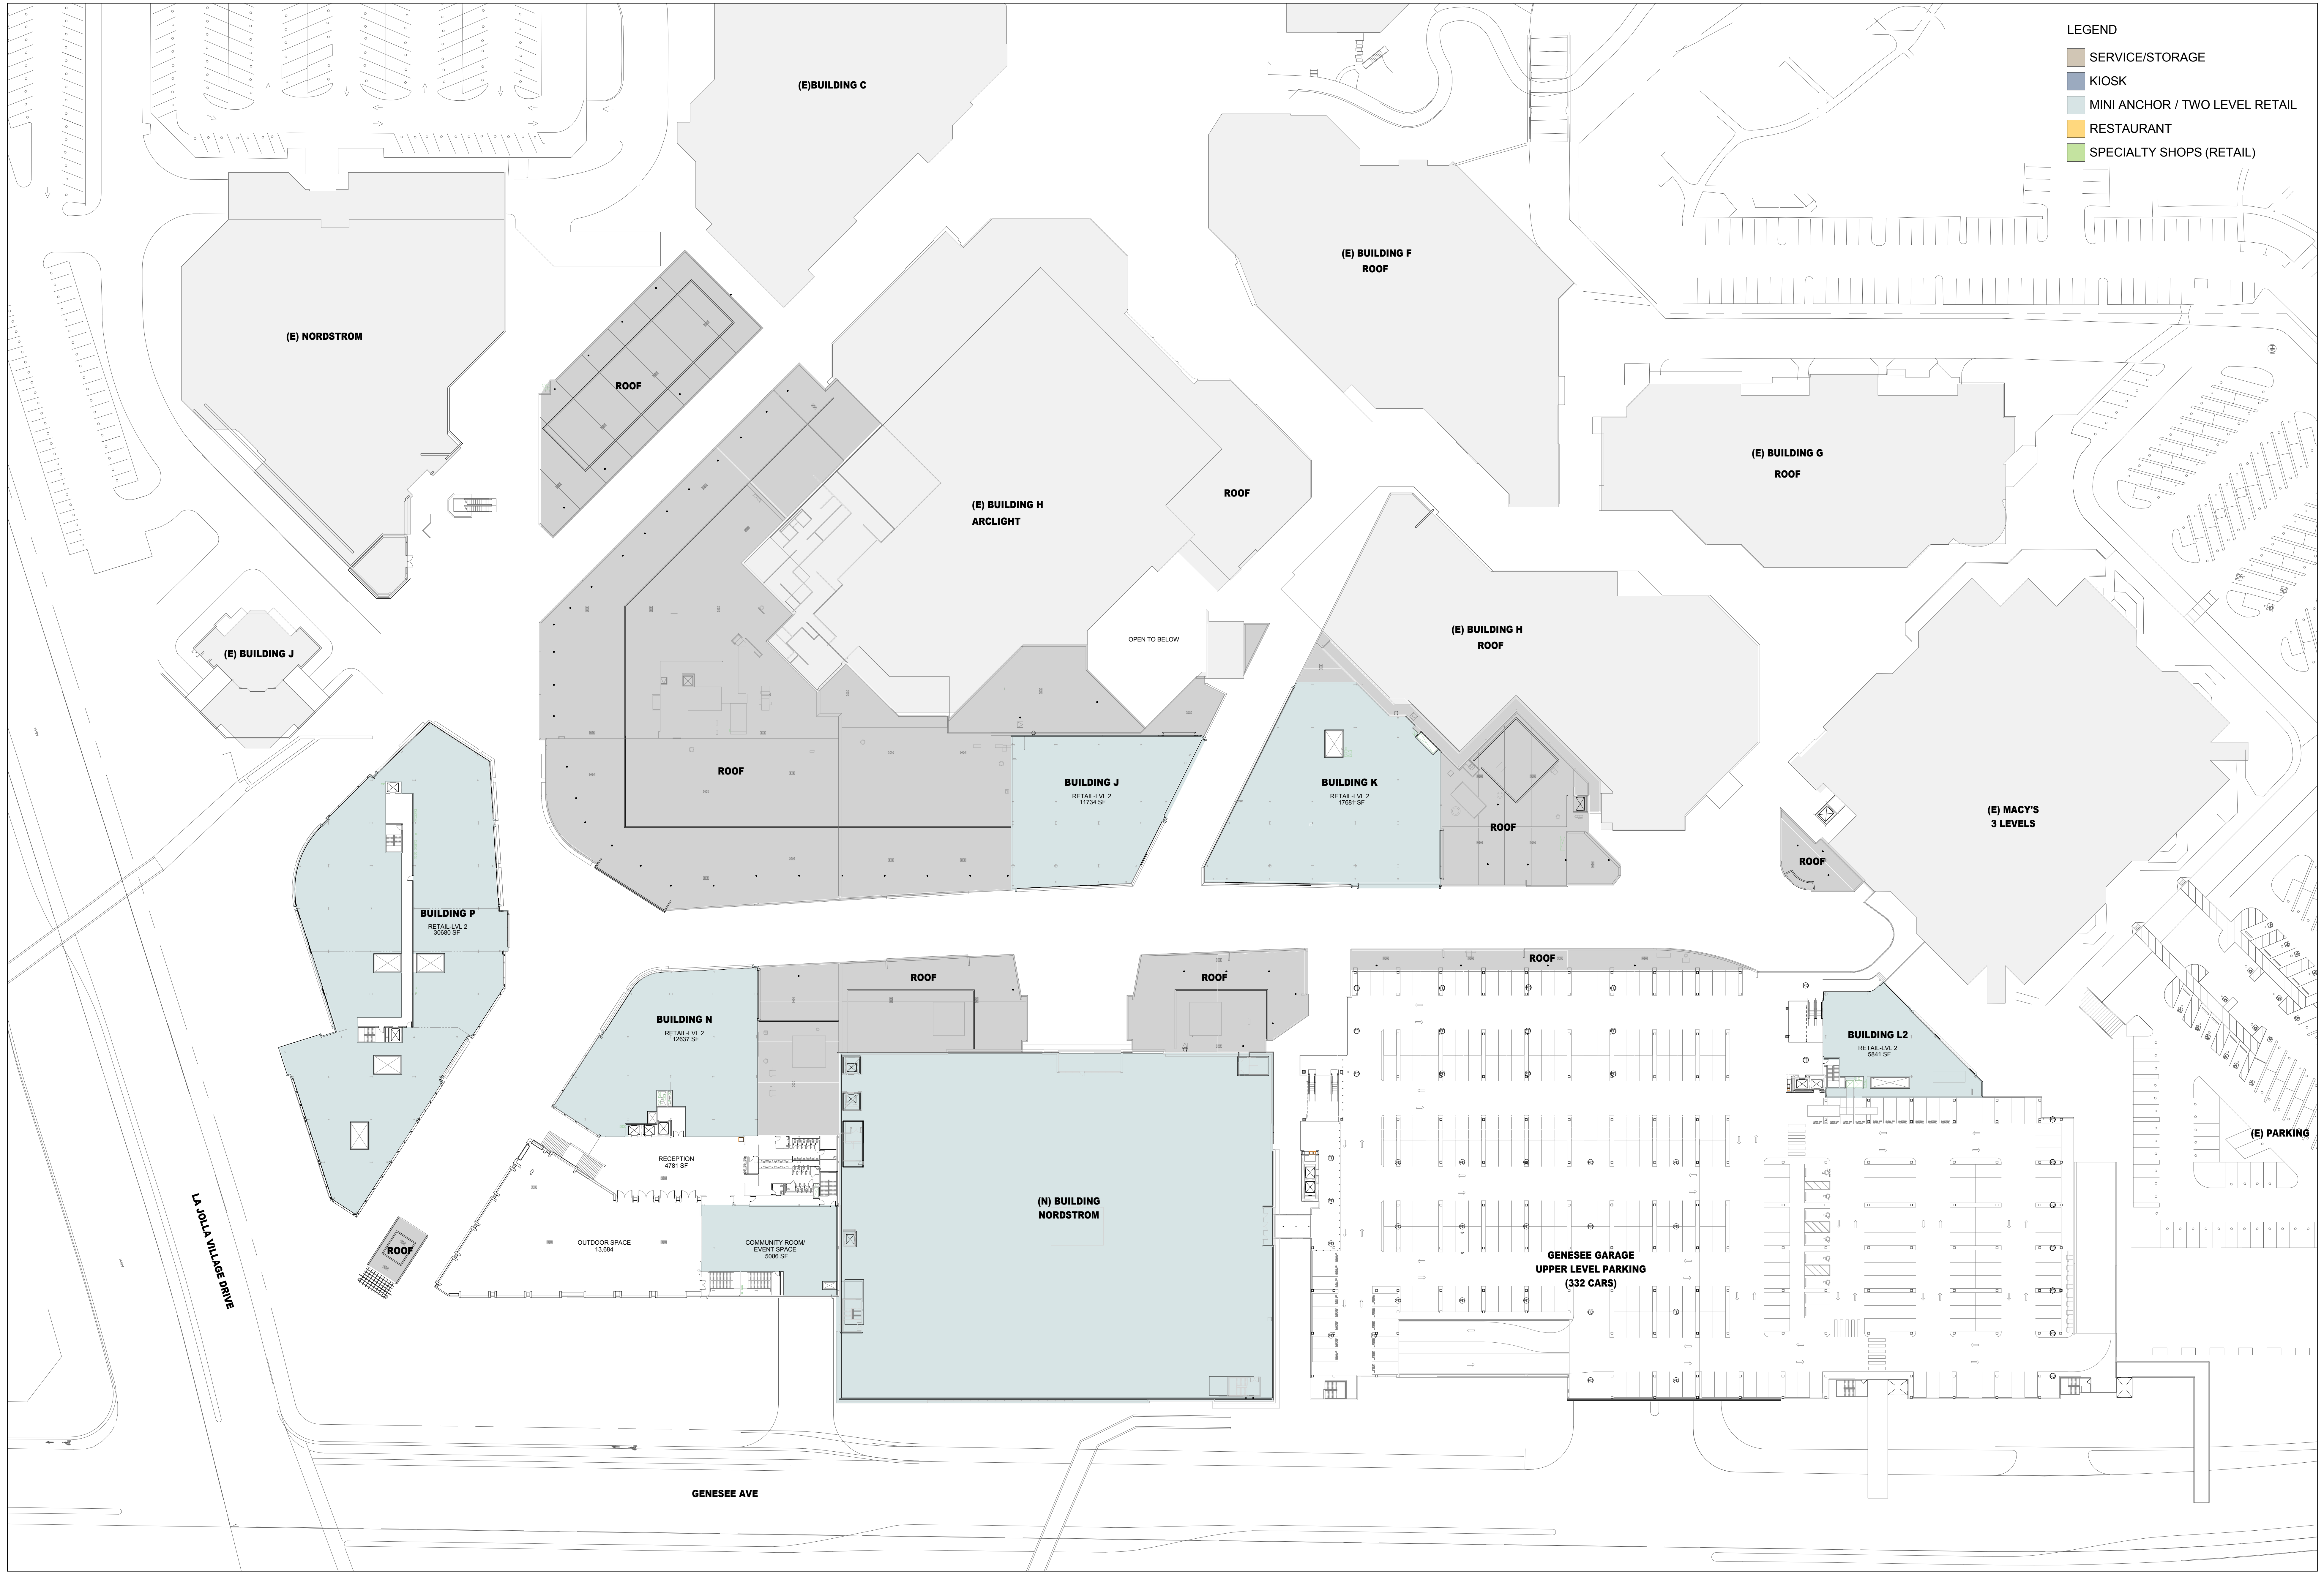 LEGEND
SERVICE/STORAGE
KIOSK
MINI ANCHOR / TWO LEVEL RETAIL
RESTAURANT
SPECIALTY SHOPS (RETAIL)
(E)BUILDING C
(E) BUILDING F
ROOF
(E) NORDSTROM
ROOF
(E) BUILDING G
ROOF
(E) BUILDING H
ARCLIGHT
ROOF
OPEN TO BELOW
(E) BUILDING H
ROOF
(E) BUILDING J
ROOF
BUILDING J
RETAIL-LVL 2
11734 SF
BUILDING K
RETAIL-LVL 2
17681 SF
ROOF
(E) MACY'S
3 LEVELS
ROOF
BUILDING P
RETAIL-LVL 2
30680 SF
ROOF
ROOF
ROOF
BUILDING N
RETAIL-LVL 2
12637 SF
BUILDING L2
RETAIL-LVL 2
5841 SF
(E) PARKING
RECEPTION
4781 SF
(N) BUILDING
NORDSTROM
LA JOLLA VILLAGE DRIVE
ROOF
OUTDOOR SPACE
13,684
COMMUNITY ROOM/
EVENT SPACE
5086 SF
GENESEE GARAGE
UPPER LEVEL PARKING
(332 CARS)
GENESEE AVE